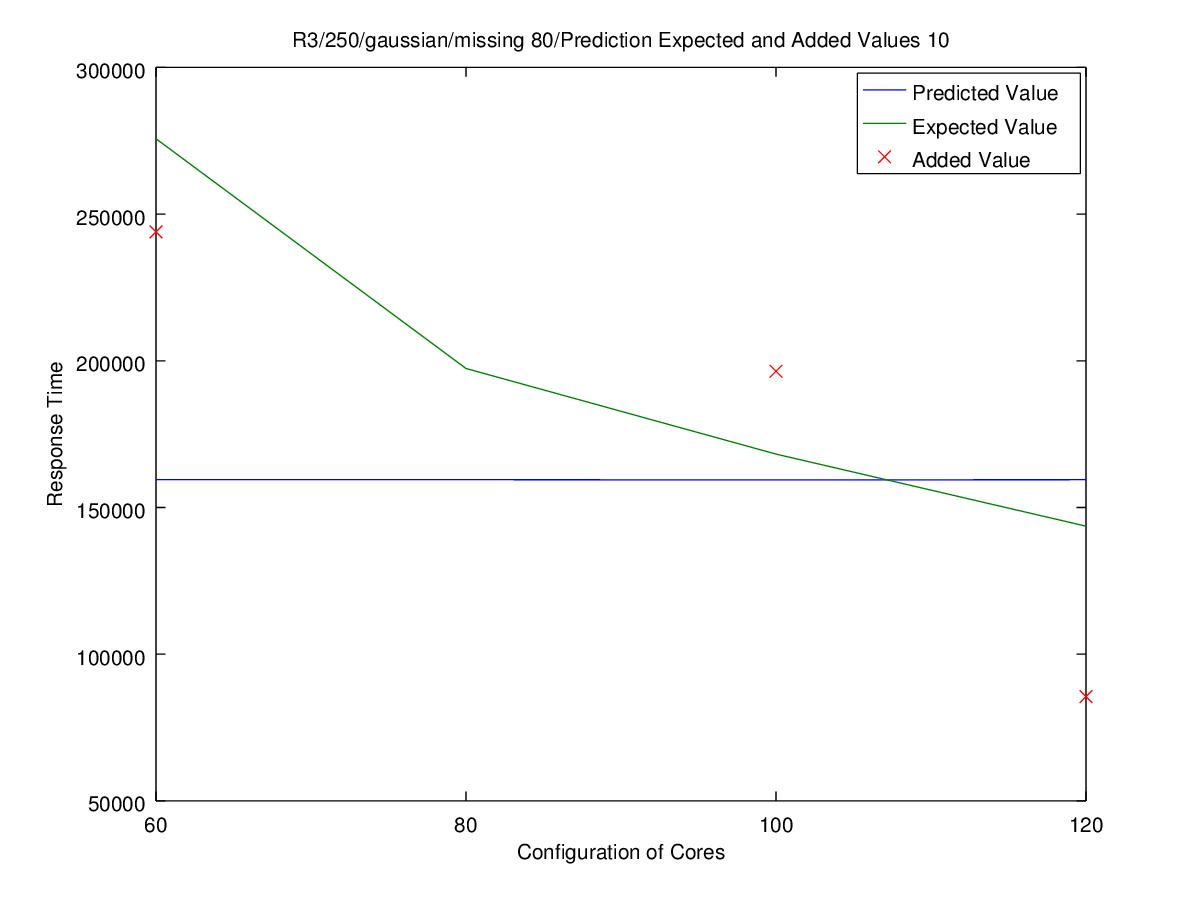 R3/250/gaussian/missing 80/Prediction Expected and Added Values 10
300000
Predicted Value
Expected Value
Added Value
250000
200000
Response Time
150000
100000
50000
60
80
100
120
Configuration of Cores